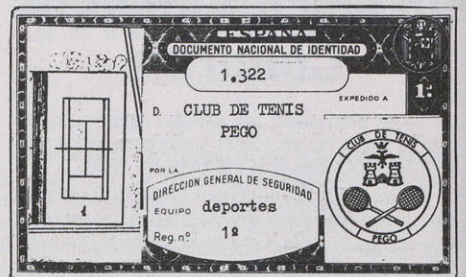 ESPAÑA
DOCUMENTO NACIONAL DE IDENTIDAD
1.322
EXPEDIDO A
1ª
D. CLUB DE TENIS
PEGO
CLUB DE TENIS
PEGO
POR LA
DIRECCION GENERAL DE SEGURIDAD
EQUIPO deportes
Reg. nº 1º
1